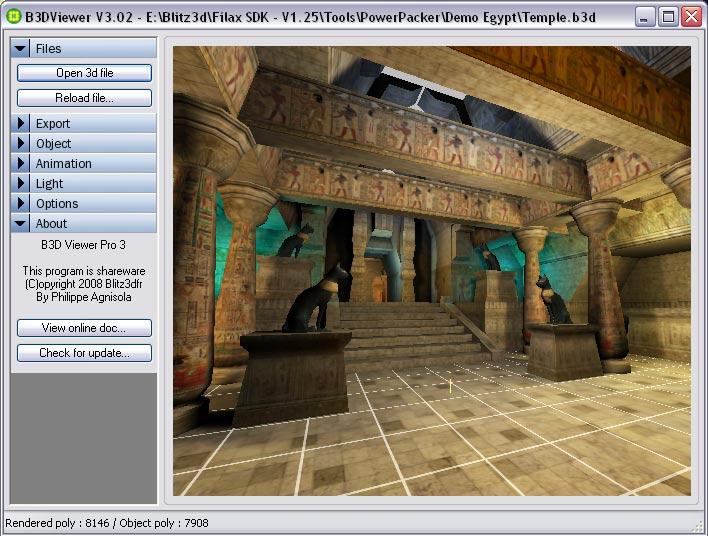 B3DViewer V3.02 - E:\Blitz3d\Filax SDK - V1.25\Tools\PowerPacker\Demo Egypt\Temple.b3d
Files
Open 3d file
Reload file...
Export
Object
Animation
Light
Options
About
B3D Viewer Pro 3
This program is shareware
(C)opyright 2008 Blitz3dfr
By Philippe Agnisola
View online doc...
Check for update...
Rendered poly : 8146 / Object poly : 7908